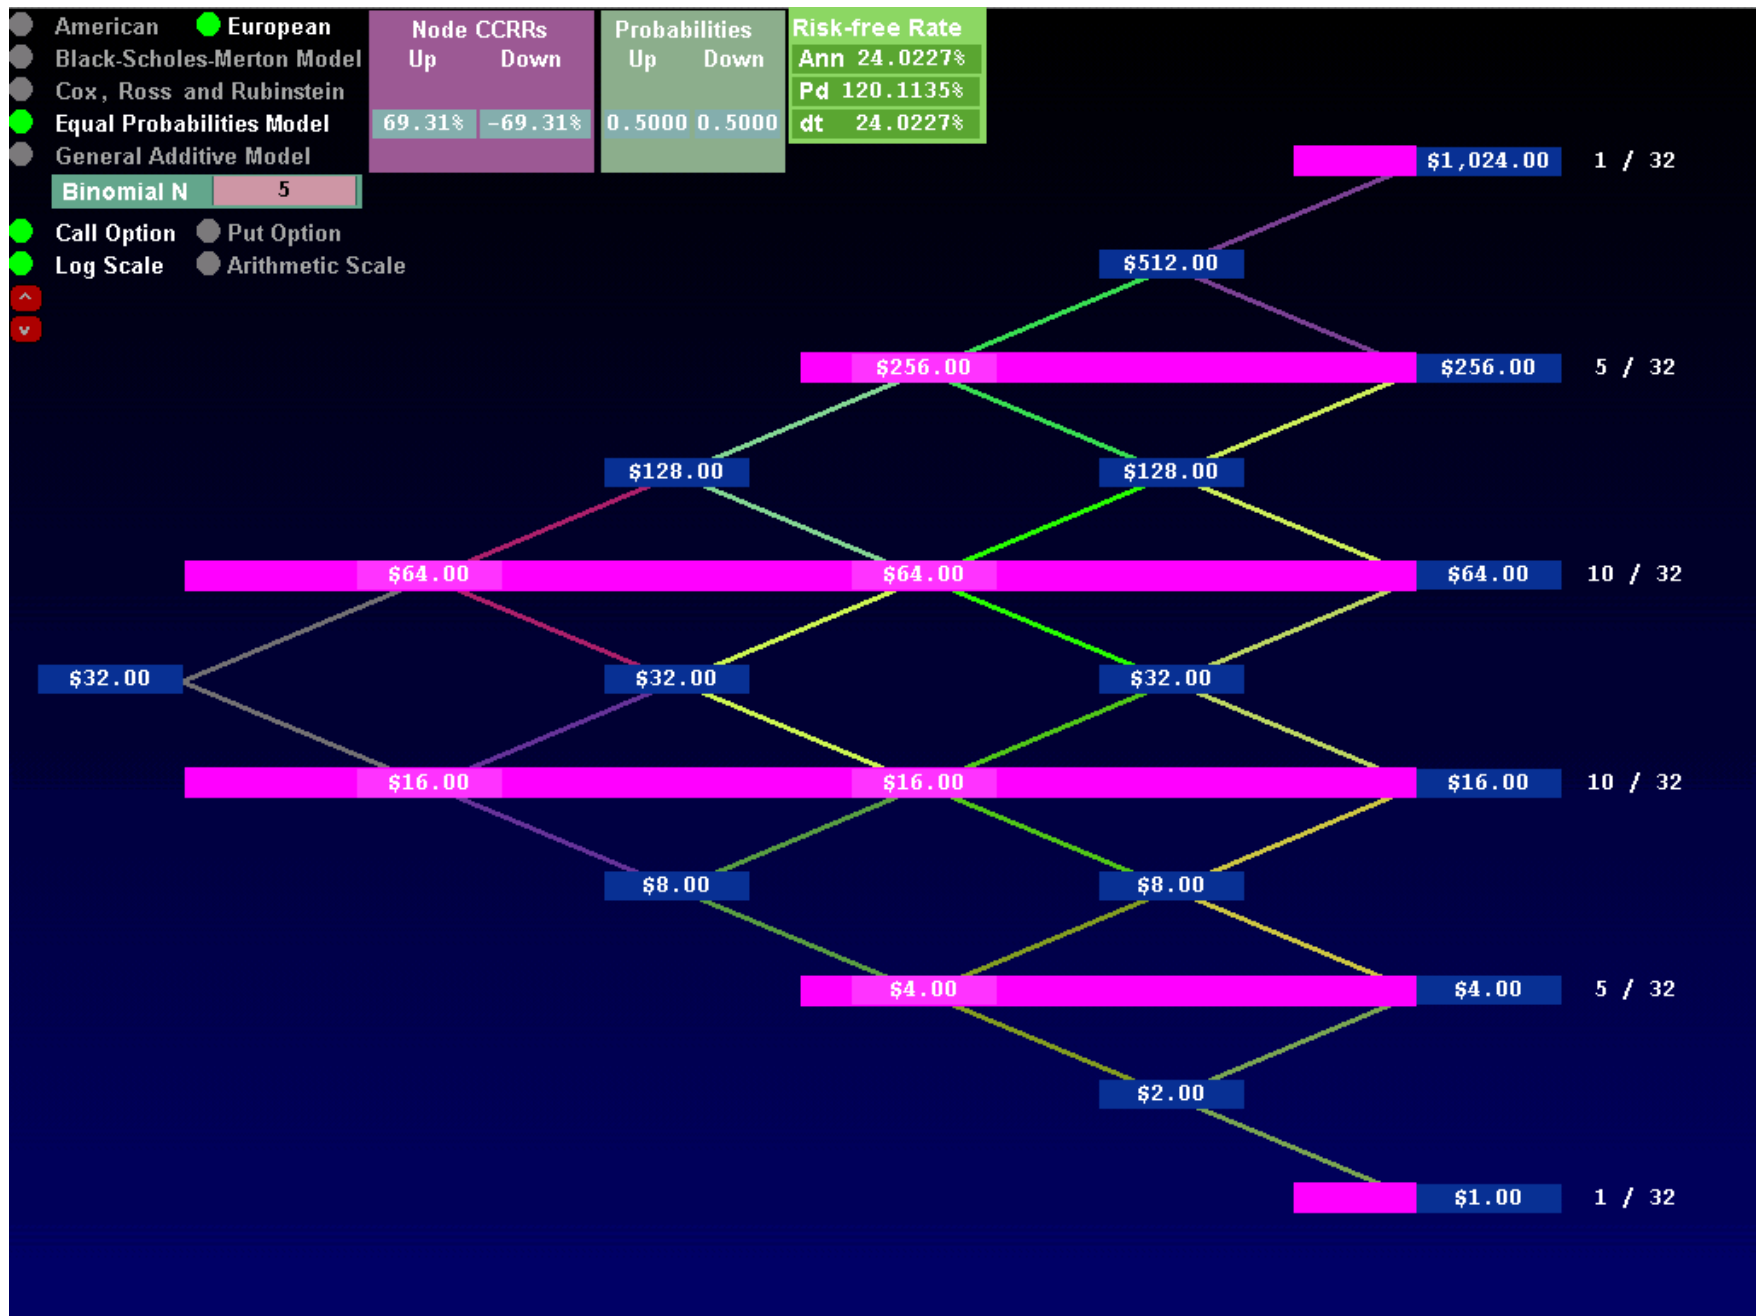 American European
Black-Scholes-Merton Model
Cox, Ross and Rubinstein
Equal Probabilities Model
General Additive Model
Binomial N 5
Call Option Put Option
Log Scale Arithmetic Scale
^
v
Node CCRRs
Up Down
69.31% -69.31%
Probabilities
Up Down
0.5000 0.5000
Risk-free Rate
Ann 24.0227%
Pd 120.1135%
dt 24.0227%
$1,024.00 1 / 32
$512.00
$256.00 $256.00 5 / 32
$128.00 $128.00
$64.00 $64.00 $64.00 10 / 32
$32.00 $32.00 $32.00
$16.00 $16.00 $16.00 10 / 32
$8.00 $8.00
$4.00 $4.00 5 / 32
$2.00
$1.00 1 / 32